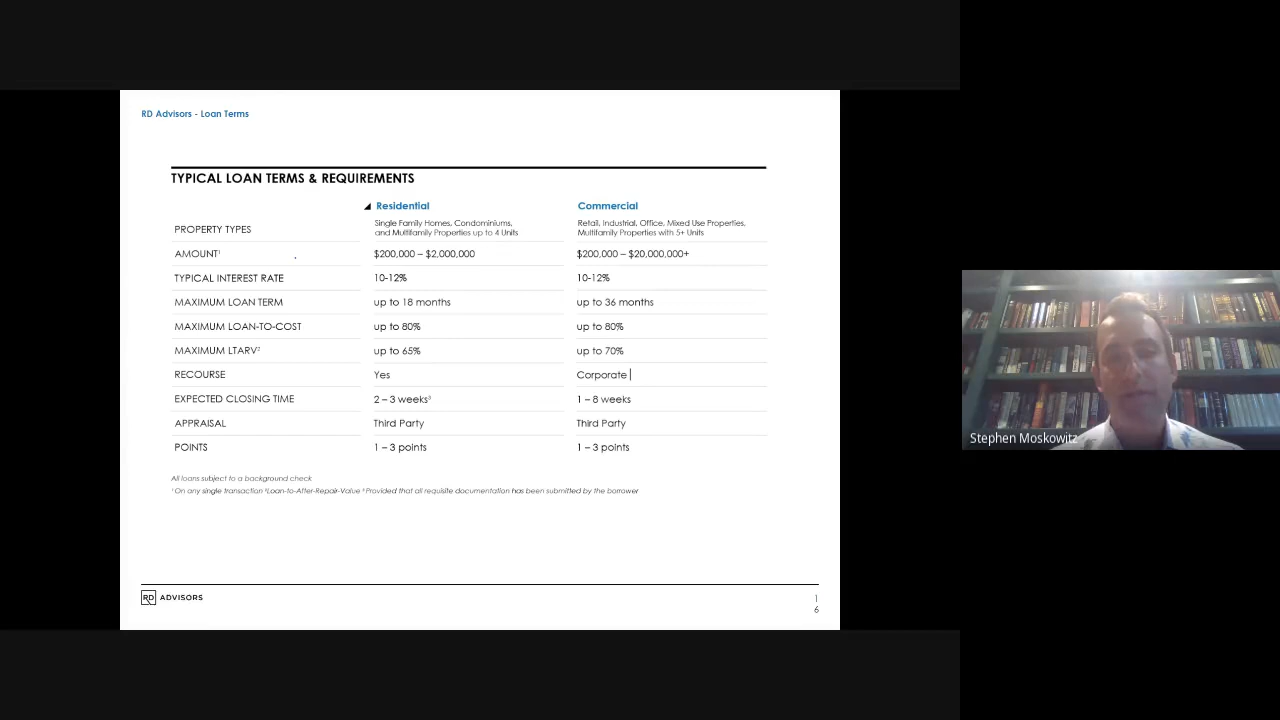 RD Advisors - Loan Terms
TYPICAL LOAN TERMS & REQUIREMENTS
Residential
Commercial
PROPERTY TYPES
Single Family Homes, Condominiums,
and Multifamily Properties up to 4 Units
Retail, Industrial, Office, Mixed Use Properties,
Multifamily Properties with 5+ Units
AMOUNT¹
$200,000 – $2,000,000
$200,000 – $20,000,000+
TYPICAL INTEREST RATE
10-12%
10-12%
MAXIMUM LOAN TERM
up to 18 months
up to 36 months
MAXIMUM LOAN-TO-COST
up to 80%
up to 80%
MAXIMUM LTARV²
up to 65%
up to 70%
RECOURSE
Yes
Corporate
EXPECTED CLOSING TIME
2 – 3 weeks³
1 – 8 weeks
APPRAISAL
Third Party
Third Party
POINTS
1 – 3 points
1 – 3 points
All loans subject to a background check
¹ On any single transaction ²Loan-to-After-Repair-Value ³Provided that all requisite documentation has been submitted by the borrower
RD ADVISORS
1
6
Stephen Moskowitz